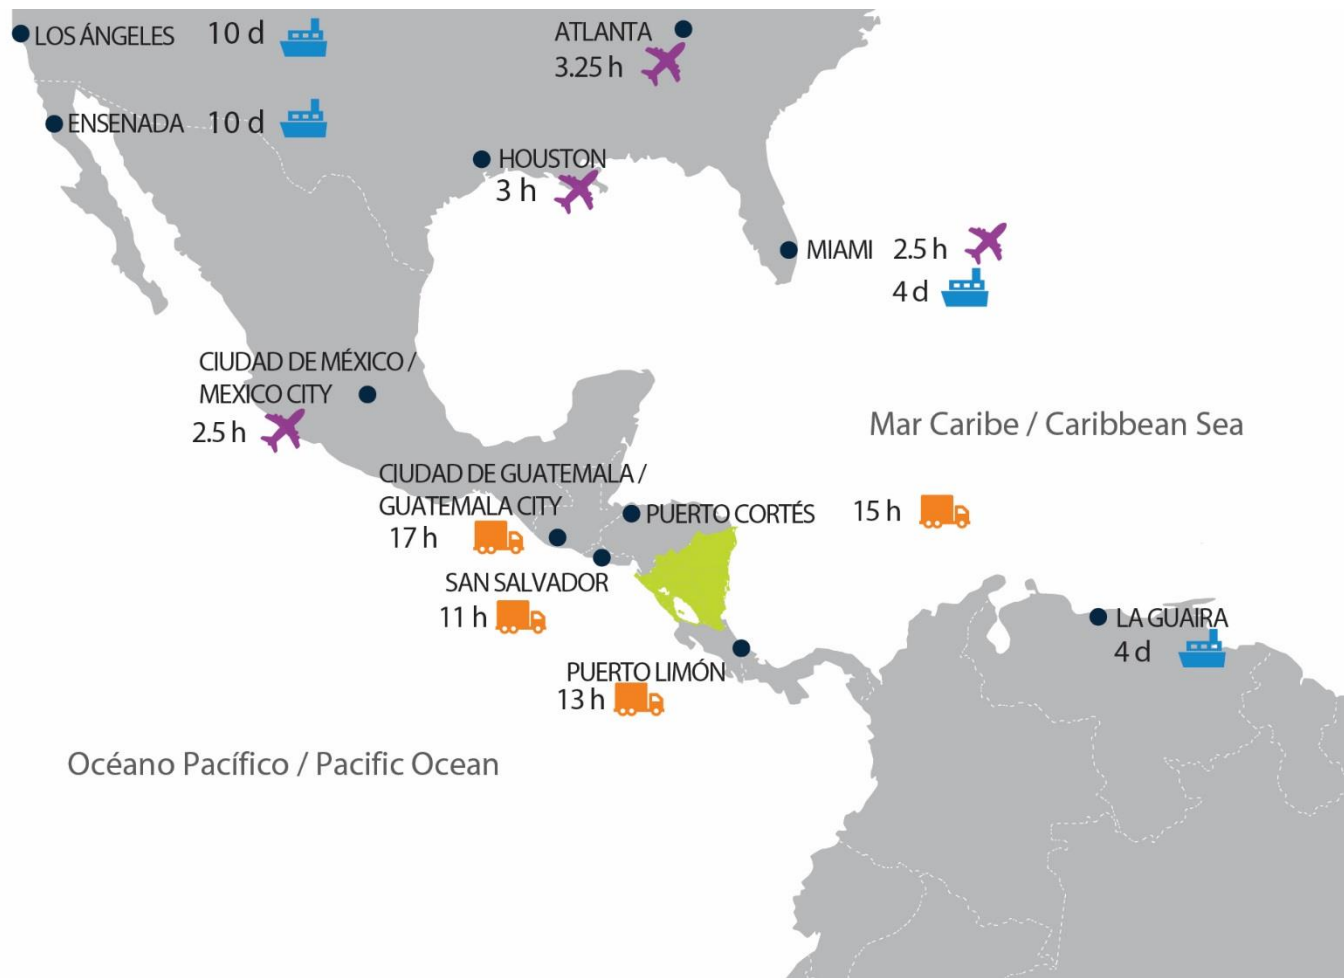 LOS ÁNGELES 10 d
ATLANTA
3.25 h
ENSENADA 10 d
HOUSTON
3 h
MIAMI 2.5 h
4 d
CIUDAD DE MÉXICO /
MEXICO CITY
2.5 h
Mar Caribe / Caribbean Sea
CIUDAD DE GUATEMALA /
GUATEMALA CITY
17 h
PUERTO CORTÉS 15 h
SAN SALVADOR
11 h
LA GUAIRA
4 d
PUERTO LIMÓN
13 h
Océano Pacífico / Pacific Ocean